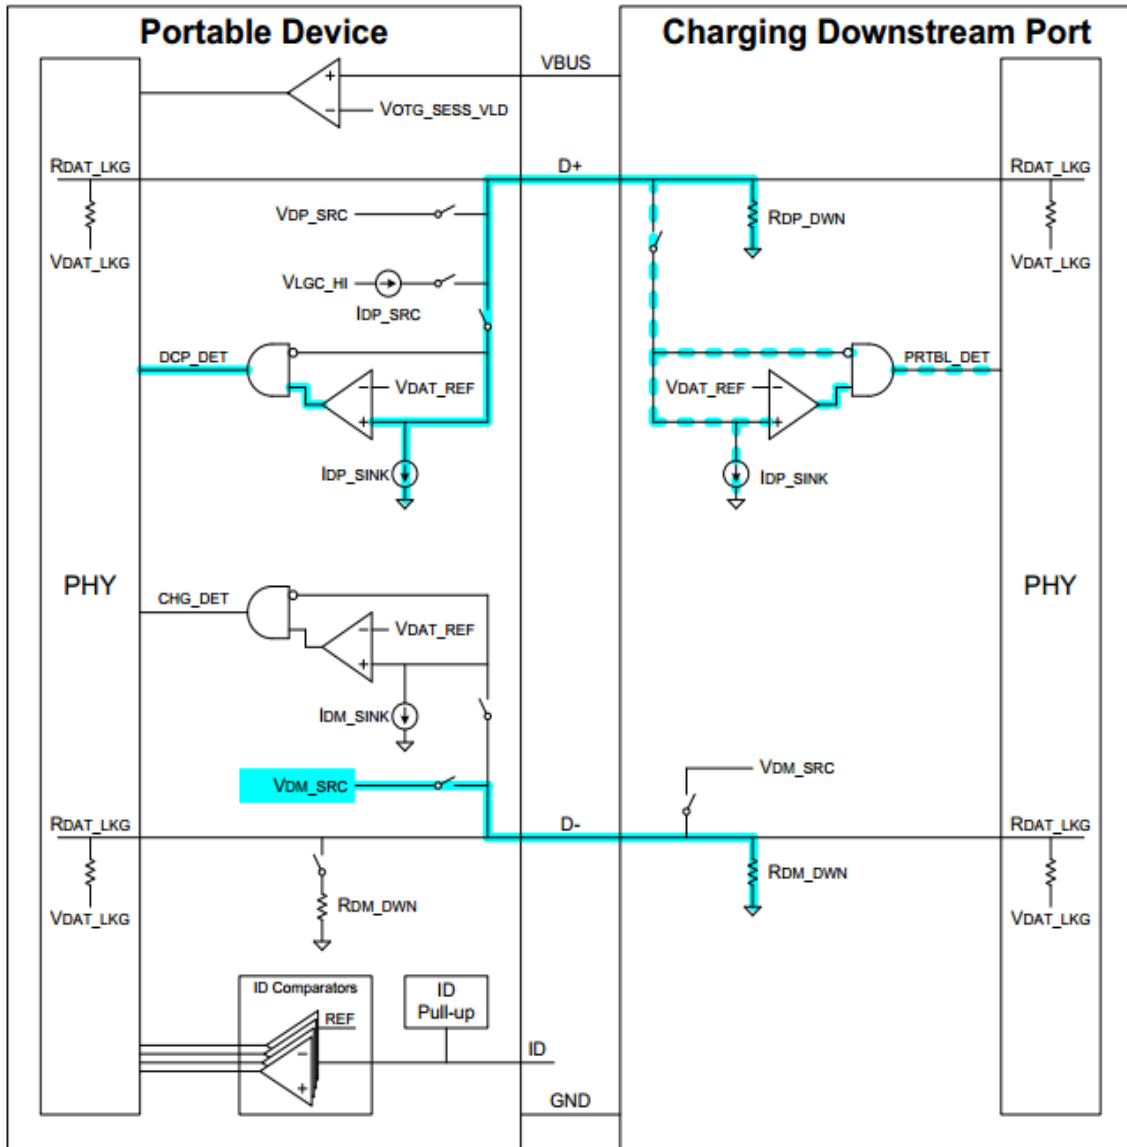 Portable Device
Charging Downstream Port
VBUS
VOTG_SESS_VLD
RDAT_LKG
D+
RDAT_LKG
VDP_SRC
RDP_DWN
VDAT_LKG
VLGC_HI
VDAT_LKG
IDP_SRC
DCP_DET
PRTBL_DET
VDAT_REF
VDAT_REF
IDP_SINK
IDP_SINK
PHY
CHG_DET
PHY
VDAT_REF
IDM_SINK
VDM_SRC
VDM_SRC
RDAT_LKG
D-
RDAT_LKG
RDM_DWN
RDM_DWN
VDAT_LKG
VDAT_LKG
ID Comparators
REF
ID
Pull-up
ID
GND